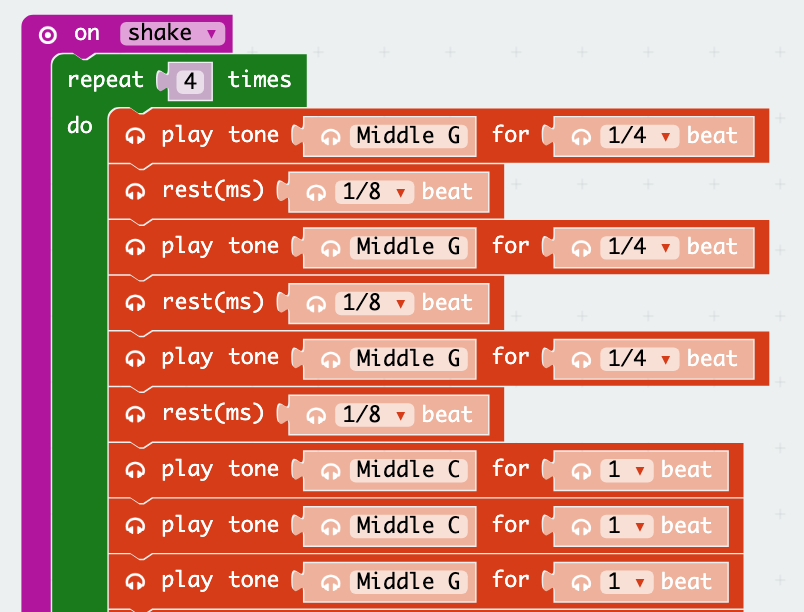 on shake
repeat 4 times
do play tone Middle G for 1/4 beat
rest(ms) 1/8 beat
play tone Middle G for 1/4 beat
rest(ms) 1/8 beat
play tone Middle G for 1/4 beat
rest(ms) 1/8 beat
play tone Middle C for 1 beat
play tone Middle C for 1 beat
play tone Middle G for 1 beat